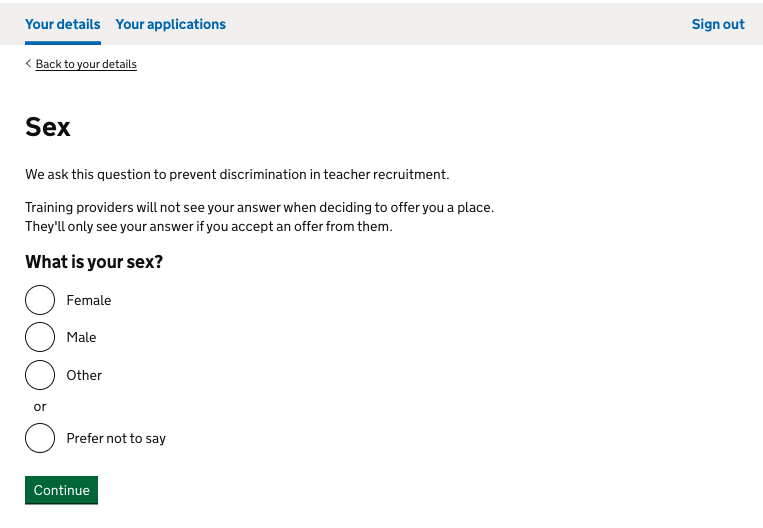 Your details Your applications Sign out
Back to your details
Sex
We ask this question to prevent discrimination in teacher recruitment.
Training providers will not see your answer when deciding to offer you a place.
They'll only see your answer if you accept an offer from them.
What is your sex?
Female
Male
Other
or
Prefer not to say
Continue